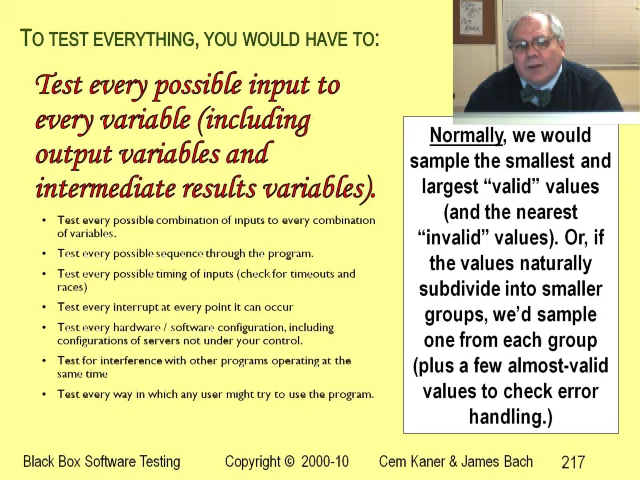 TO TEST EVERYTHING, YOU WOULD HAVE TO:
Test every possible input to
every variable (including
output variables and
intermediate results variables).
• Test every possible combination of inputs to every combination
of variables.
• Test every possible sequence through the program.
• Test every possible timing of inputs (check for timeouts and
races)
• Test every interrupt at every point it can occur
• Test every hardware / software configuration, including
configurations of servers not under your control.
• Test for interference with other programs operating at the
same time
• Test every way in which any user might try to use the program.
Normally, we would
sample the smallest and
largest “valid” values
(and the nearest
“invalid” values). Or, if
the values naturally
subdivide into smaller
groups, we’d sample
one from each group
(plus a few almost-valid
values to check error
handling.)
Black Box Software Testing Copyright © 2000-10 Cem Kaner & James Bach 217